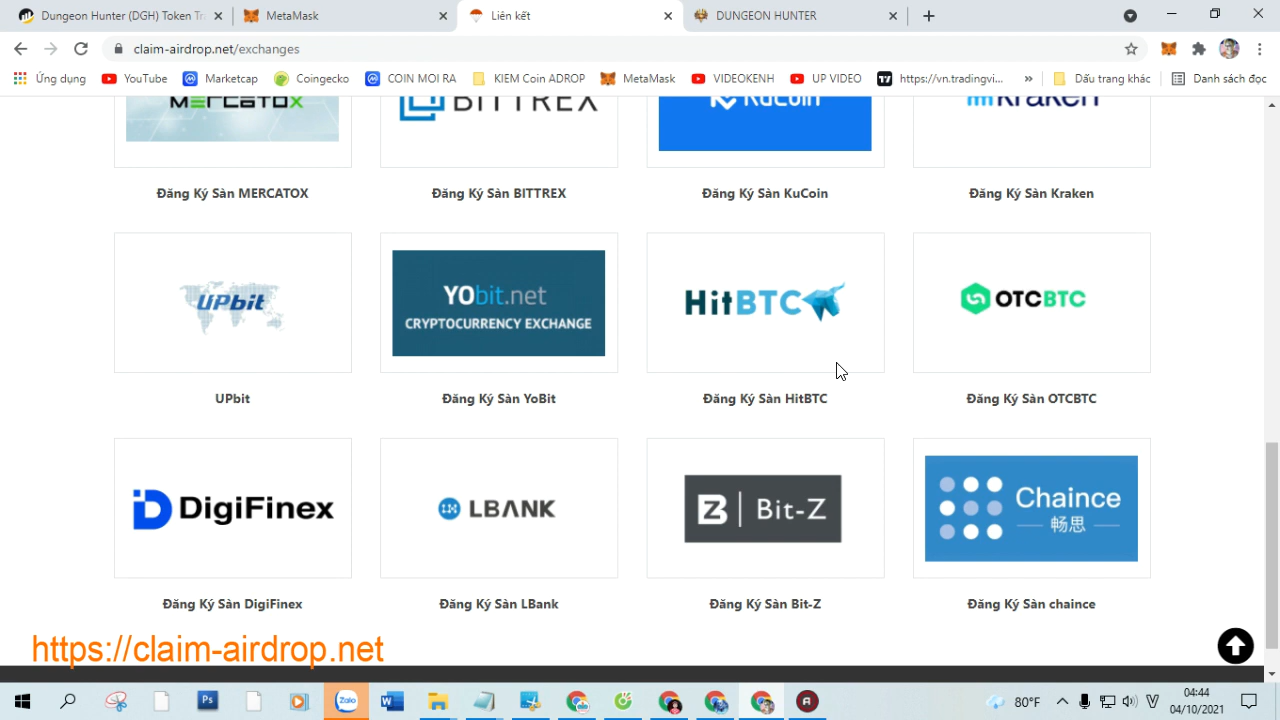 Dungeon Hunter (DGH) Token Tr
MetaMask
Liên kết
DUNGEON HUNTER
claim-airdrop.net/exchanges
Ứng dụng
YouTube
Marketcap
Coingecko
COIN MOI RA
KIEM Coin ADROP
MetaMask
VIDEOKENH
UP VIDEO
https://vn.tradingvi...
»
Dấu trang khác
Danh sách đọc
MERCATOX
BITTREX
KuCoin
Kraken
Đăng Ký Sàn MERCATOX
Đăng Ký Sàn BITTREX
Đăng Ký Sàn KuCoin
Đăng Ký Sàn Kraken
UPbit
YObit.net
CRYPTOCURRENCY EXCHANGE
HitBTC
OTCBTC
UPbit
Đăng Ký Sàn YoBit
Đăng Ký Sàn HitBTC
Đăng Ký Sàn OTCBTC
DigiFinex
LBANK
Z | Bit-Z
Chaince
畅思
Đăng Ký Sàn DigiFinex
Đăng Ký Sàn LBank
Đăng Ký Sàn Bit-Z
Đăng Ký Sàn chaince
https://claim-airdrop.net
Ps
Zalo
W
A
80°F
V
04:44
04/10/2021